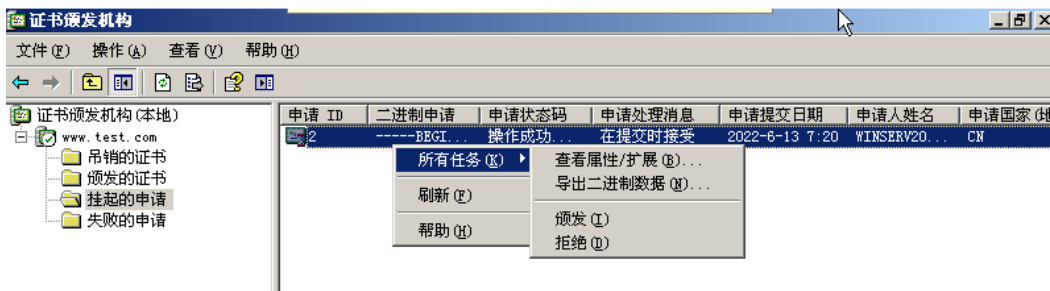 证书颁发机构
文件(F) 操作(A) 查看(V) 帮助(H)
证书颁发机构(本地)
www.test.com
吊销的证书
颁发的证书
挂起的申请
失败的申请
申请 ID 二进制申请 申请状态码 申请处理消息 申请提交日期 申请人姓名 申请国家(地
2 -----BEGI... 操作成功... 在提交时接受 2022-6-13 7:20 WINSERV20... CN
所有任务(K)
刷新(F)
帮助(H)
查看属性/扩展(B)...
导出二进制数据(N)...
颁发(I)
拒绝(D)